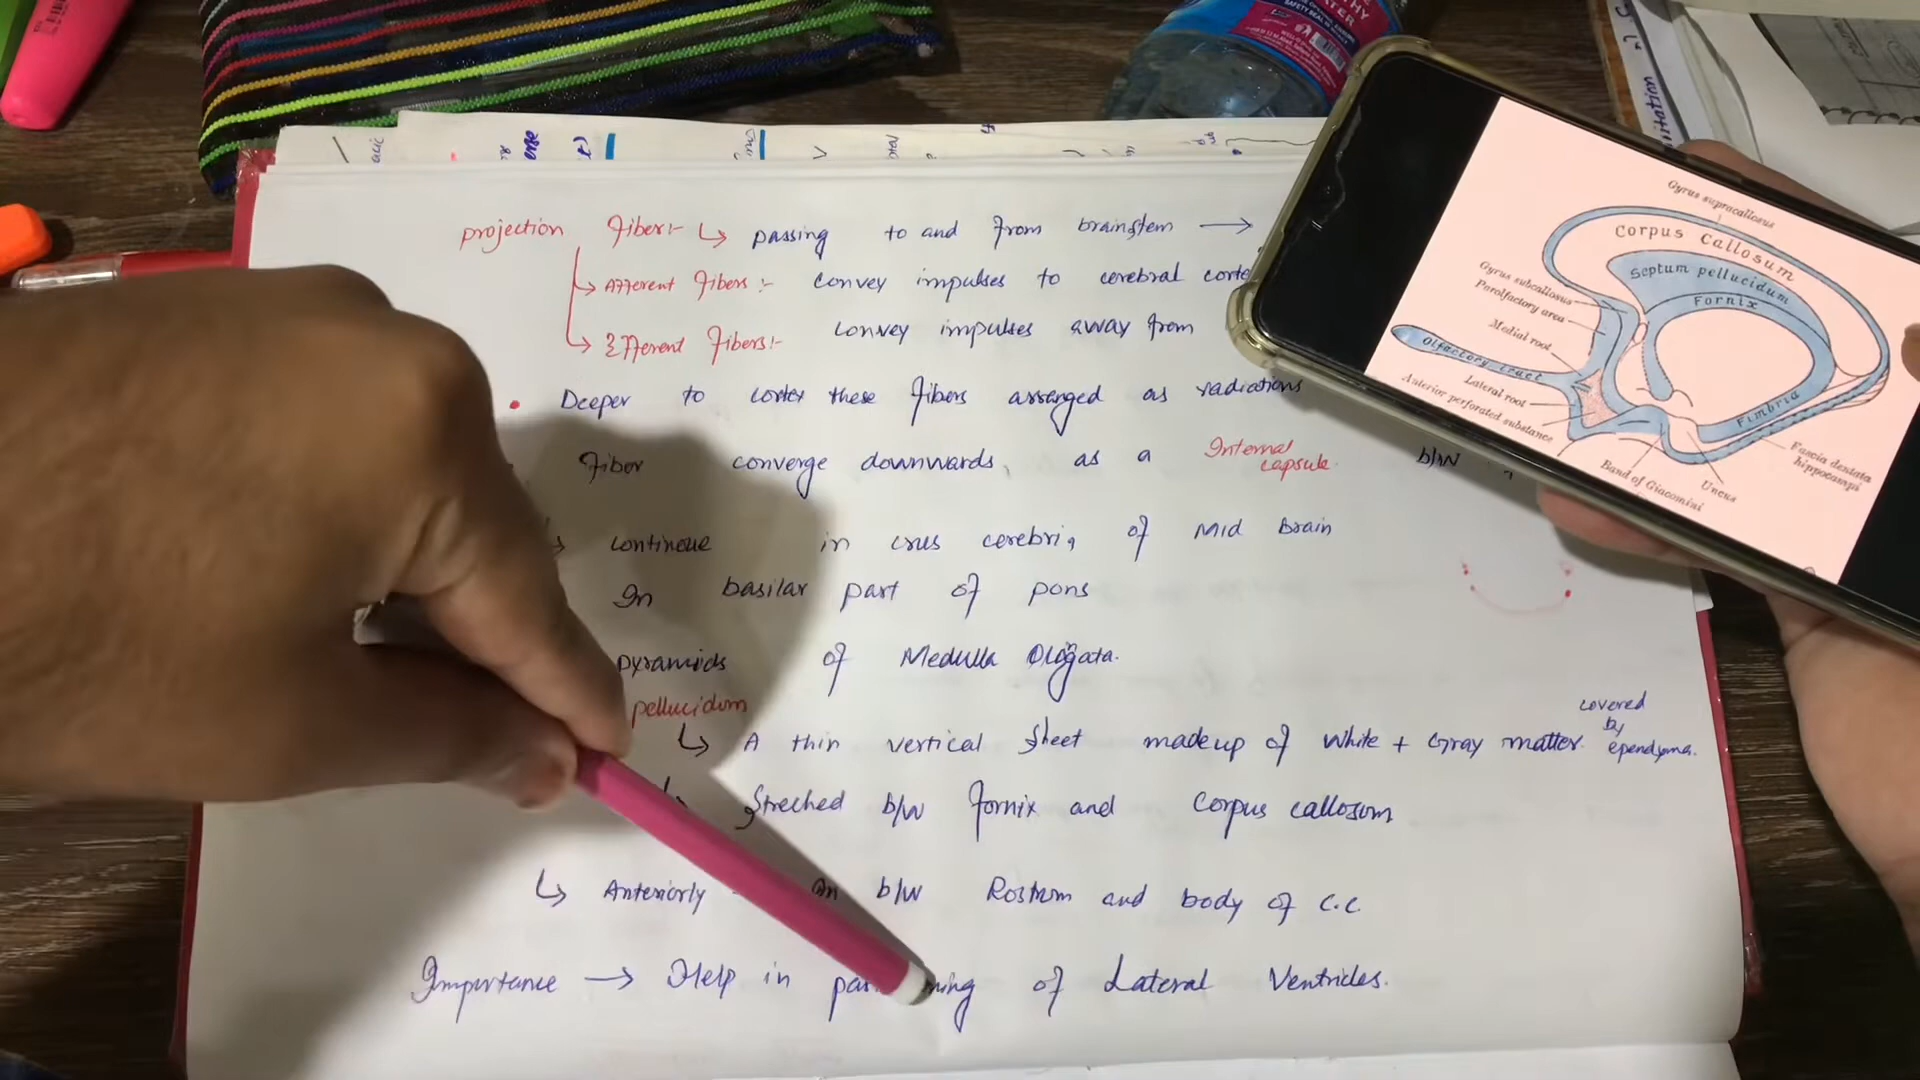 projection Fiber:- ↳ passing to and from brainstem →
↳ Afferent Fibers :- convey impulses to cerebral
↳ Efferent Fibers:- convey impulses away from
• Deeper to cortex these fibers arranged as radiations
Fiber converge downwards, as a Internal capsule b/w
continoue in crus cerebri, of Mid Brain
In basilar part of pons
pyramids of Medulla
pellucidum
↳ A thin vertical sheet madeup of white + Gray matter. covered by ependyma.
↳ Streched b/w Fornix and Corpus callosum
↳ Anteriorly b/w Rostrum and body of C.C.
Importance → Help in of Lateral Ventricles.
Gyrus supracallosus
Corpus Callosum
Septum pellucidum
Fornix
Gyrus subcallosus
Parolfactory area
Medial root
Olfactory tract
Lateral root
Anterior perforated substance
Fimbria
Fascia dentata hippocampi
Uncus
Band of Giacomini